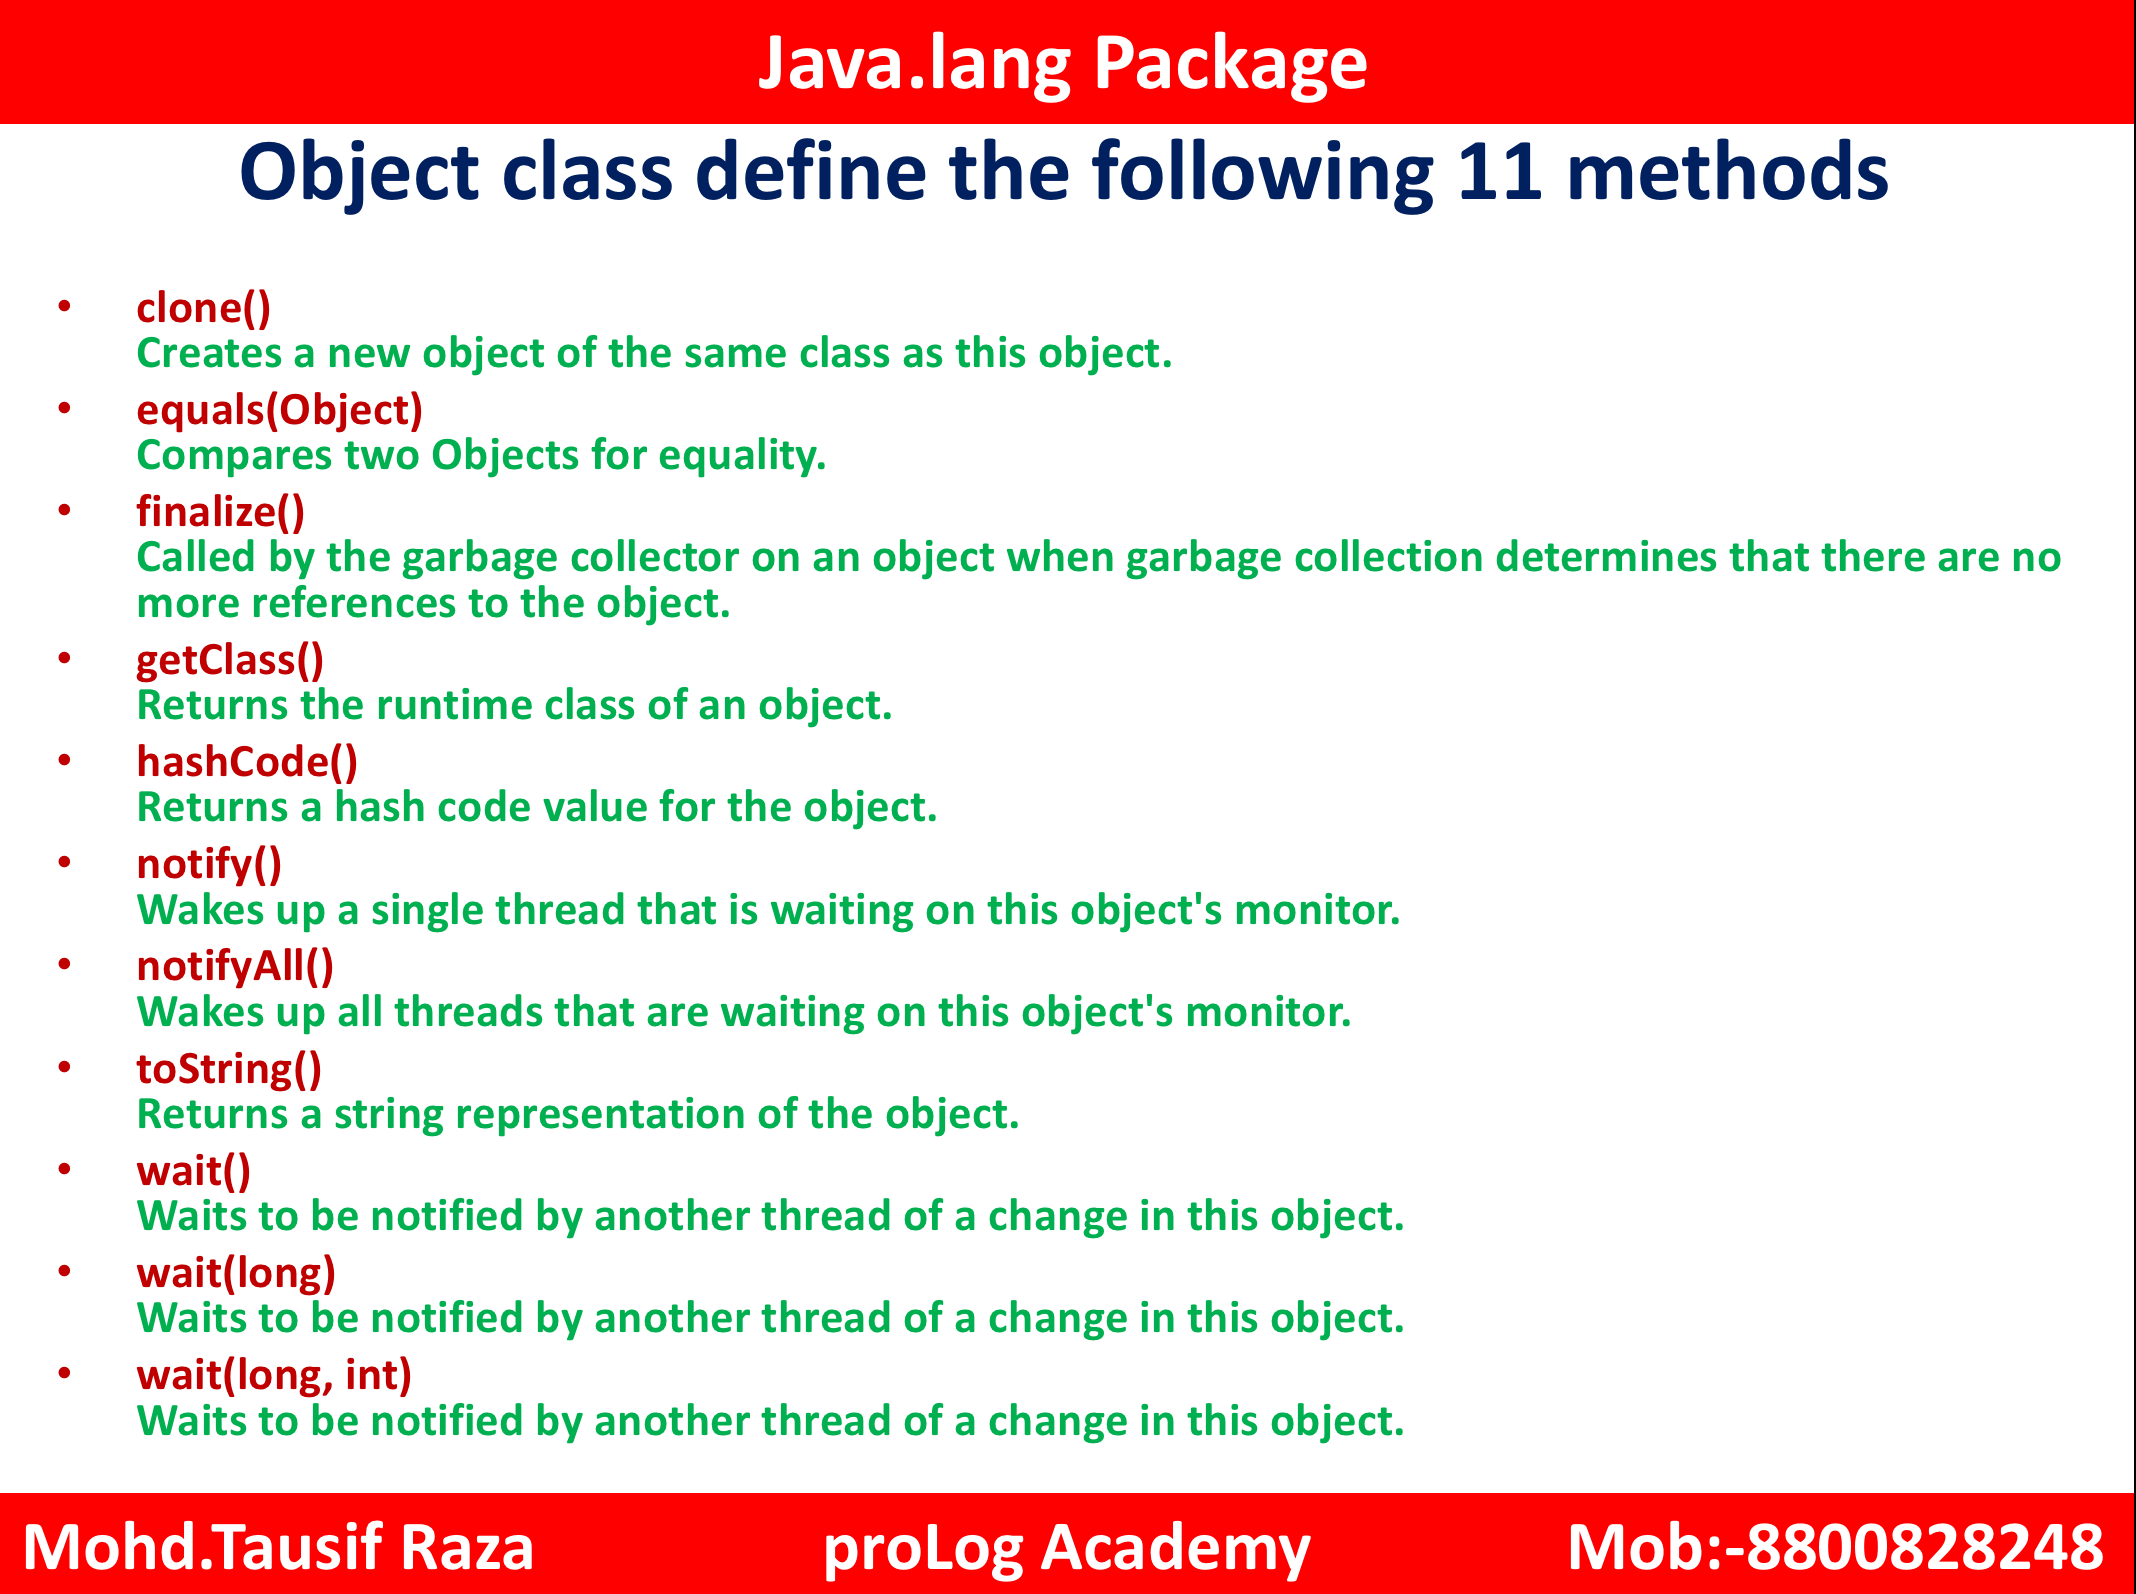 Java.lang Package
Object class define the following 11 methods
• clone()
Creates a new object of the same class as this object.
• equals(Object)
Compares two Objects for equality.
• finalize()
Called by the garbage collector on an object when garbage collection determines that there are no
more references to the object.
• getClass()
Returns the runtime class of an object.
• hashCode()
Returns a hash code value for the object.
• notify()
Wakes up a single thread that is waiting on this object's monitor.
• notifyAll()
Wakes up all threads that are waiting on this object's monitor.
• toString()
Returns a string representation of the object.
• wait()
Waits to be notified by another thread of a change in this object.
• wait(long)
Waits to be notified by another thread of a change in this object.
• wait(long, int)
Waits to be notified by another thread of a change in this object.
Mohd.Tausif Raza proLog Academy Mob:-8800828248